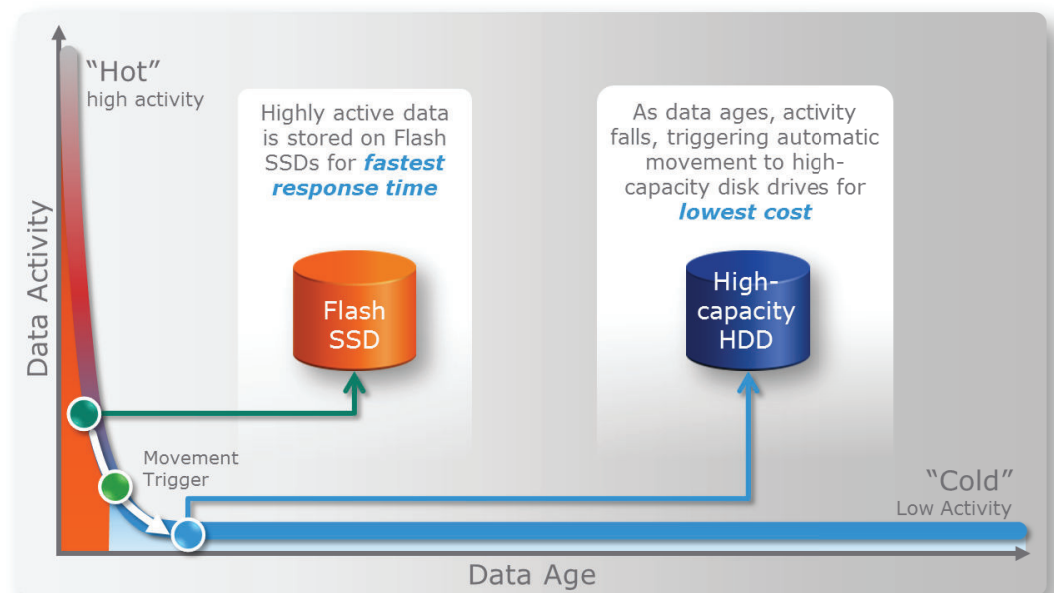 “Hot”
high activity
Highly active data
is stored on Flash
SSDs for fastest
response time
As data ages, activity
falls, triggering automatic
movement to high-
capacity disk drives for
lowest cost
Data Activity
Flash
SSD
High-
capacity
HDD
Movement
Trigger
“Cold”
Low Activity
Data Age